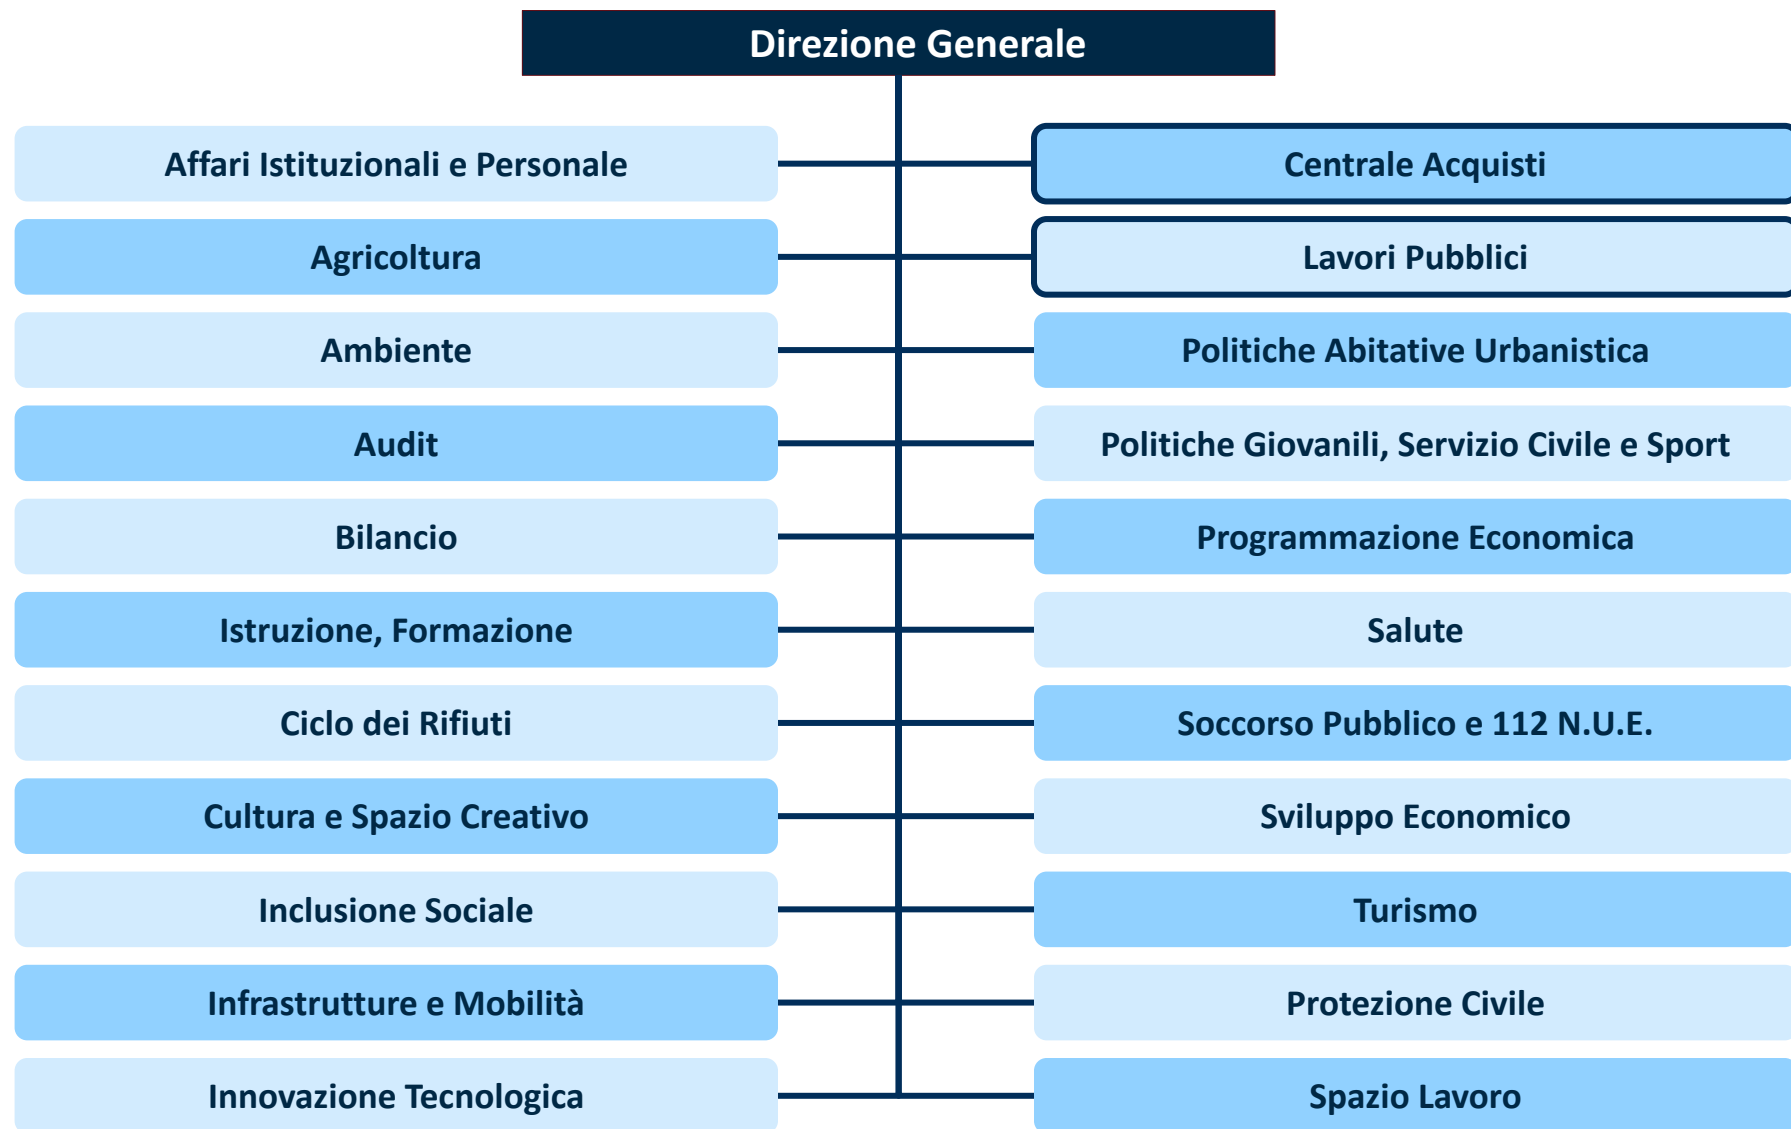 Direzione Generale
Affari Istituzionali e Personale
Centrale Acquisti
Agricoltura
Lavori Pubblici
Ambiente
Politiche Abitative Urbanistica
Audit
Politiche Giovanili, Servizio Civile e Sport
Bilancio
Programmazione Economica
Istruzione, Formazione
Salute
Ciclo dei Rifiuti
Soccorso Pubblico e 112 N.U.E.
Cultura e Spazio Creativo
Sviluppo Economico
Inclusione Sociale
Turismo
Infrastrutture e Mobilità
Protezione Civile
Innovazione Tecnologica
Spazio Lavoro